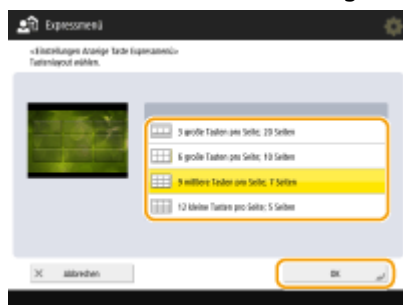 Expressmenü
<Einstellungen Anzeige Taste Expressmenü>
Tastenlayout wählen.
3 große Tasten pro Seite; 20 Seiten
6 große Tasten pro Seite; 10 Seiten
9 mittlere Tasten pro Seite; 7 Seiten
12 kleine Tasten pro Seite; 5 Seiten
Abbrechen
OK